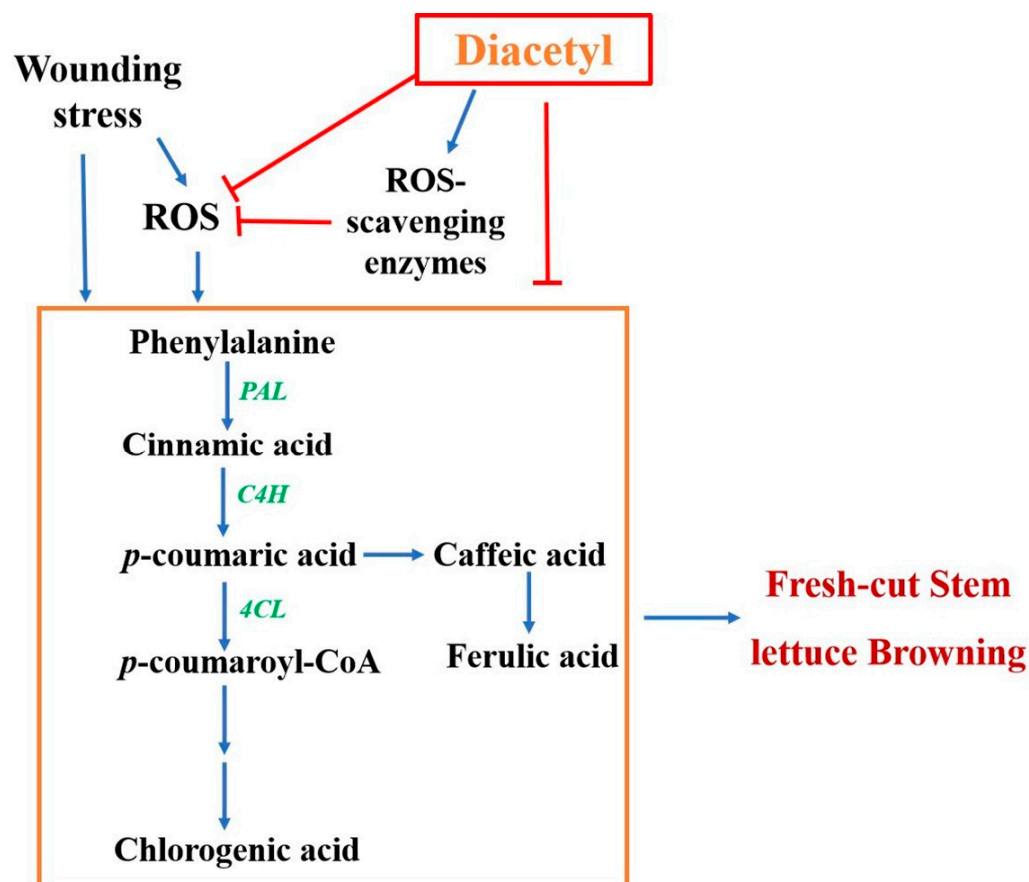 Diacetyl
Wounding
stress
ROS
ROS-
scavenging
enzymes
Phenylalanine
PAL
Cinnamic acid
C4H
p-coumaric acid
Caffeic acid
4CL
p-coumaroyl-CoA
Ferulic acid
Chlorogenic acid
Fresh-cut Stem
lettuce Browning